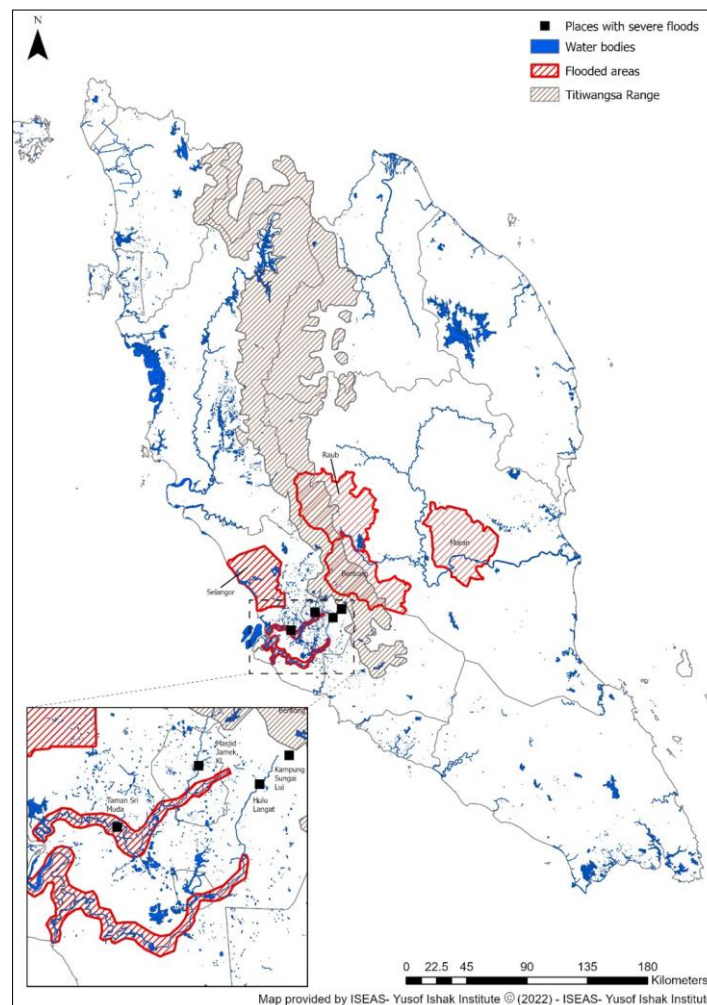 N
Places with severe floods
Water bodies
Flooded areas
Titiwangsa Range
Raub
Maran
Bentong
Selangor
Bentong
Masjid
Jamek,
KL
Kampung
Sungai
Lui
Hulu
Langat
Taman Sri
Muda
0 22.5 45 90 135 180
Kilometers
Map provided by ISEAS- Yusof Ishak Institute © (2022) - ISEAS- Yusof Ishak Institute